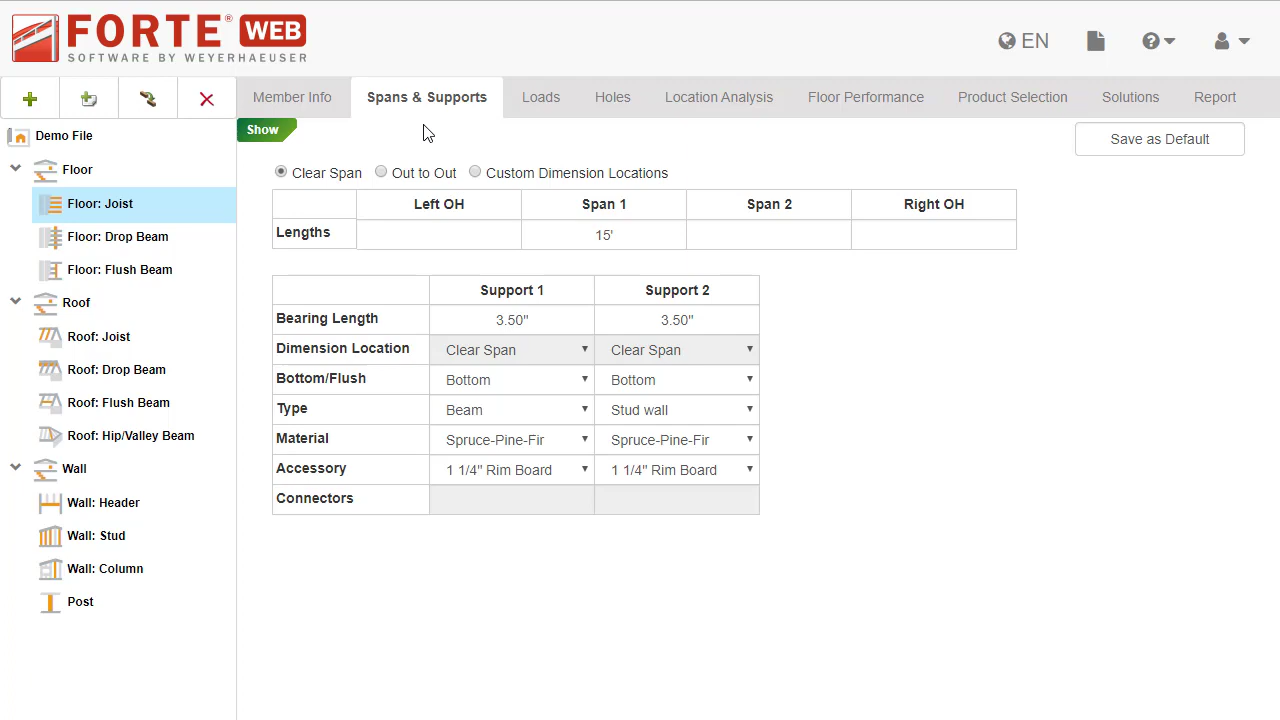 FORTE® WEB
SOFTWARE BY WEYERHAEUSER
EN
Member Info Spans & Supports Loads Holes Location Analysis Floor Performance Product Selection Solutions Report
Demo File
Show
Save as Default
Floor
Clear Span Out to Out Custom Dimension Locations
Floor: Joist
Left OH Span 1 Span 2 Right OH
Lengths 15'
Floor: Drop Beam
Floor: Flush Beam
Roof
Roof: Joist
Roof: Drop Beam
Roof: Flush Beam
Roof: Hip/Valley Beam
Wall
Wall: Header
Wall: Stud
Wall: Column
Post
Support 1 Support 2
Bearing Length 3.50" 3.50"
Dimension Location Clear Span Clear Span
Bottom/Flush Bottom Bottom
Type Beam Stud wall
Material Spruce-Pine-Fir Spruce-Pine-Fir
Accessory 1 1/4" Rim Board 1 1/4" Rim Board
Connectors